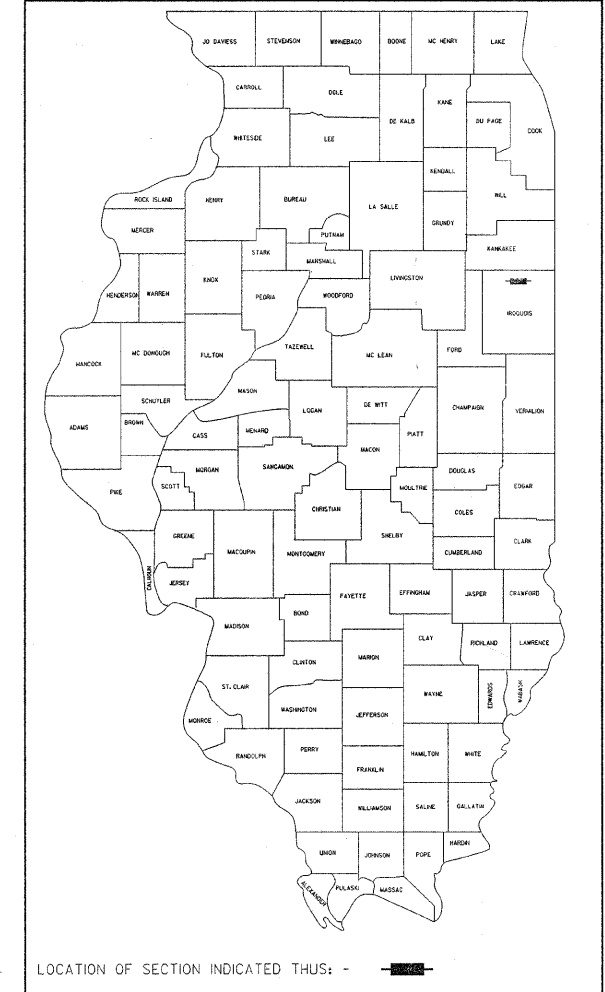 JO DAVIESS STEVENSON WINNEBAGO BOONE MC HENRY LAKE
CARROLL OGLE KANE
DE KALB DU PAGE COOK
WHITESIDE LEE
KENDALL
ROCK ISLAND HENRY BUREAU LA SALLE WILL
GRUNDY
MERCER PUTNAM
KANKAKEE
STARK MARSHALL
KNOX LIVINGSTON
HENDERSON WARREN PEORIA WOODFORD
IROQUOIS
TAZEWELL FORD
HANCOCK MC DONOUGH FULTON MC LEAN
MASON
SCHUYLER DE WITT
LOGAN CHAMPAIGN VERMILION
ADAMS BROWN
CASS MENARD PIATT
MACON
MORGAN SANGAMON DOUGLAS
SCOTT MOULTRIE EDGAR
PIKE
CHRISTIAN COLES
GREENE SHELBY
MACOUPIN MONTGOMERY CLARK
CUMBERLAND
CALHOUN JERSEY
FAYETTE EFFINGHAM JASPER CRAWFORD
BOND
MADISON CLAY
RICHLAND LAWRENCE
CLINTON MARION
ST. CLAIR WAYNE EDWARDS WABASH
WASHINGTON JEFFERSON
MONROE
PERRY HAMILTON WHITE
RANDOLPH
FRANKLIN
JACKSON
WILLIAMSON SALINE GALLATIN
HARDIN
UNION JOHNSON POPE
ALEXANDER PULASKI MASSAC
LOCATION OF SECTION INDICATED THUS: -